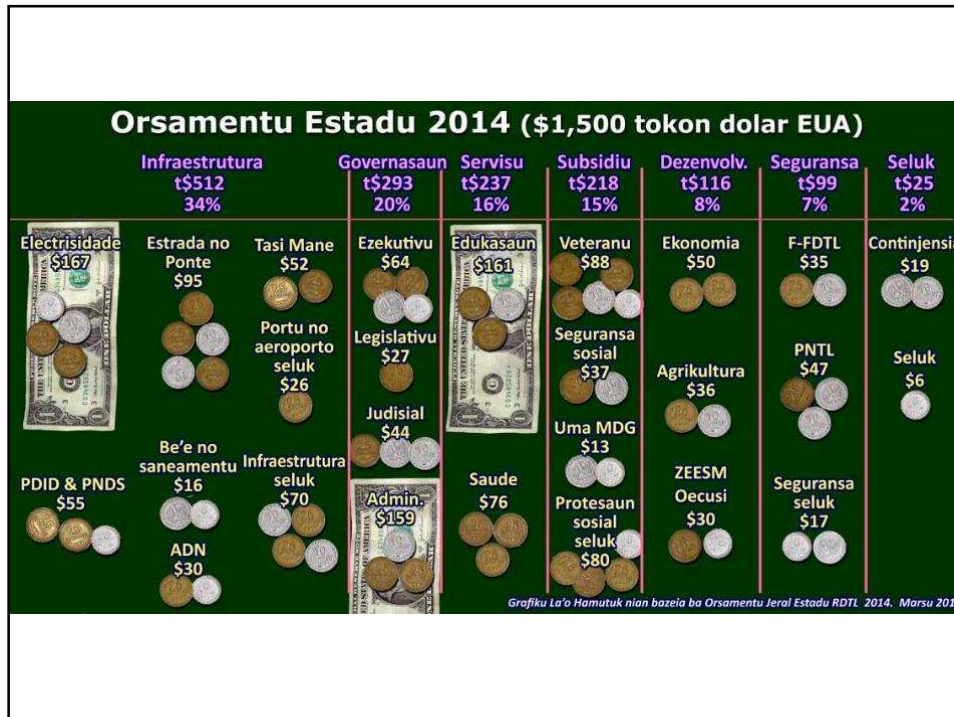 Orsamentu Estadu 2014 ($1,500 tokon dolar EUA)
Infraestrutura
t$512
34%
Electrisidade
$167
Estrada no
Ponte
$95
Tasi Mane
$52
Portu no
aeroporto
seluk
$26
PDID & PNDS
$55
Be'e no
saneamentu
$16
ADN
$30
Infraestrutura
seluk
$70
Governasaun
t$293
20%
Ezekutivu
$64
Legislativu
$27
Judisial
$44
Admin.
$159
Servisu
t$237
16%
Edukasaun
$161
Saude
$76
Subsidiu
t$218
15%
Veteranu
$88
Seguransa
sosial
$37
Uma MDG
$13
Protesaun
sosial
seluk
$80
Dezenvolv.
t$116
8%
Ekonomia
$50
Agrikultura
$36
ZEESM
Oecusi
$30
Seguransa
t$99
7%
F-FDTL
$35
PNTL
$47
Seguransa
seluk
$17
Seluk
t$25
2%
Continjensia
$19
Seluk
$6
Grafiku La'o Hamutuk nian bazeia ba Orsamentu Jeral Estadu RDTL 2014. Marsu 201